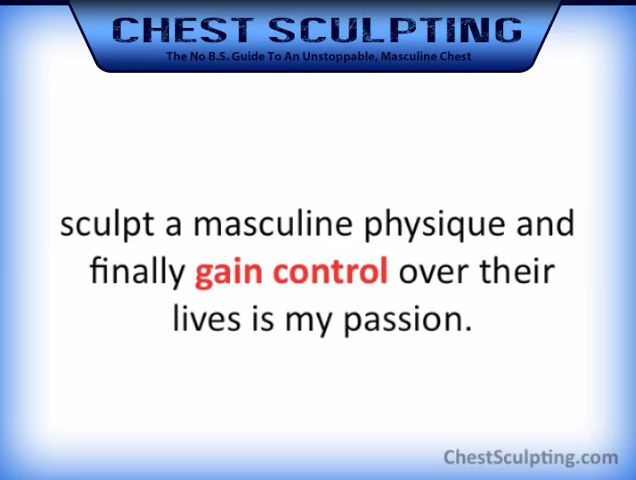 CHEST SCULPTING
The No B.S. Guide To An Unstoppable, Masculine Chest
sculpt a masculine physique and
finally gain control over their
lives is my passion.
ChestSculpting.com